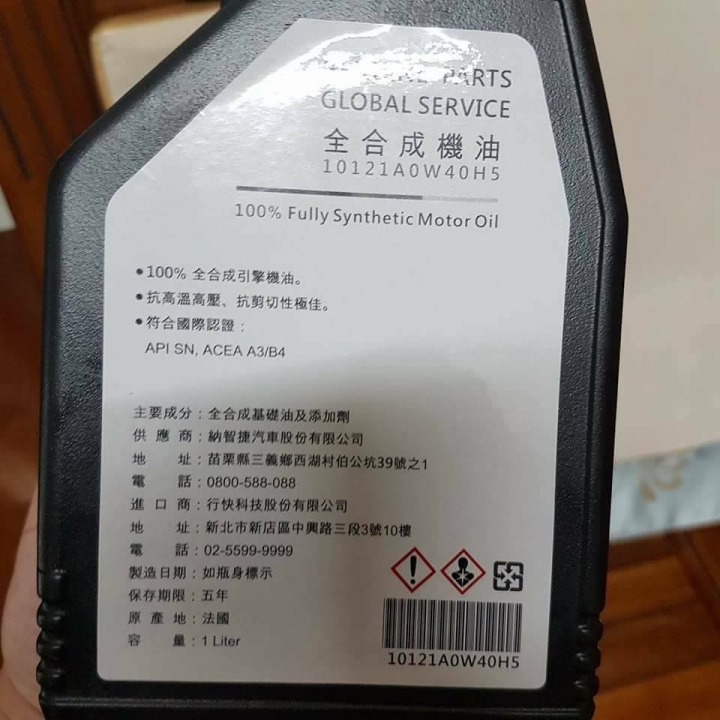 PARTS
GLOBAL SERVICE
全合成機油
10121A0W40H5
100% Fully Synthetic Motor Oil
•100% 全合成引擎機油。
•抗高溫高壓、抗剪切性極佳。
•符合國際認證：
API SN, ACEA A3/B4
主要成分：全合成基礎油及添加劑
供應商：納智捷汽車股份有限公司
地址：苗栗縣三義鄉西湖村伯公坑39號之1
電話：0800-588-088
進口商：行快科技股份有限公司
地址：新北市新店區中興路三段3號10樓
電話：02-5599-9999
製造日期：如瓶身標示
保存期限：五年
原產地：法國
容量：1 Liter
10121A0W40H5